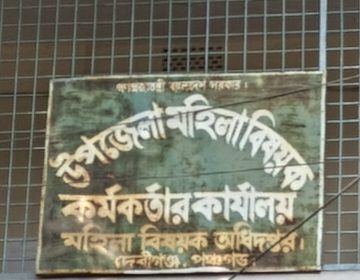 গণপ্রজাতন্ত্রী বাংলাদেশ সরকার।
উপজেলা মহিলা বিষয়ক
কর্মকর্তার কার্যালয়
মহিলা বিষয়ক অধিদপ্তর।
দেবীগঞ্জ, পঞ্চগড়।